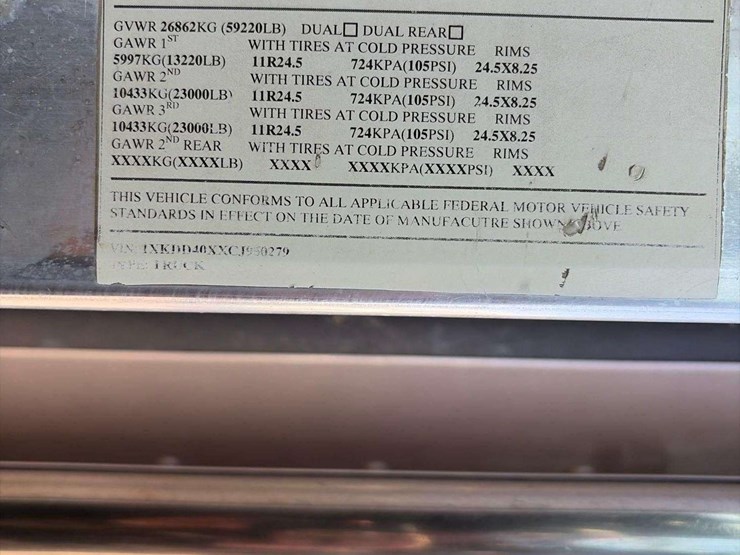 GVWR 26862KG (59220LB) DUAL☐ DUAL REAR☐
GAWR 1ST WITH TIRES AT COLD PRESSURE RIMS
5997KG(13220LB) 11R24.5 724KPA(105PSI) 24.5X8.25
GAWR 2ND WITH TIRES AT COLD PRESSURE RIMS
10433KG(23000LB) 11R24.5 724KPA(105PSI) 24.5X8.25
GAWR 3RD WITH TIRES AT COLD PRESSURE RIMS
10433KG(23000LB) 11R24.5 724KPA(105PSI) 24.5X8.25
GAWR 2ND REAR WITH TIRES AT COLD PRESSURE RIMS
XXXXKG(XXXXLB) XXXX XXXXKPA(XXXXPSI) XXXX
THIS VEHICLE CONFORMS TO ALL APPLICABLE FEDERAL MOTOR VEHICLE SAFETY
STANDARDS IN EFFECT ON THE DATE OF MANUFACUTRE SHOWN ABOVE
VIN: 1XKDD40XXCJ950279
TYPE: TRUCK